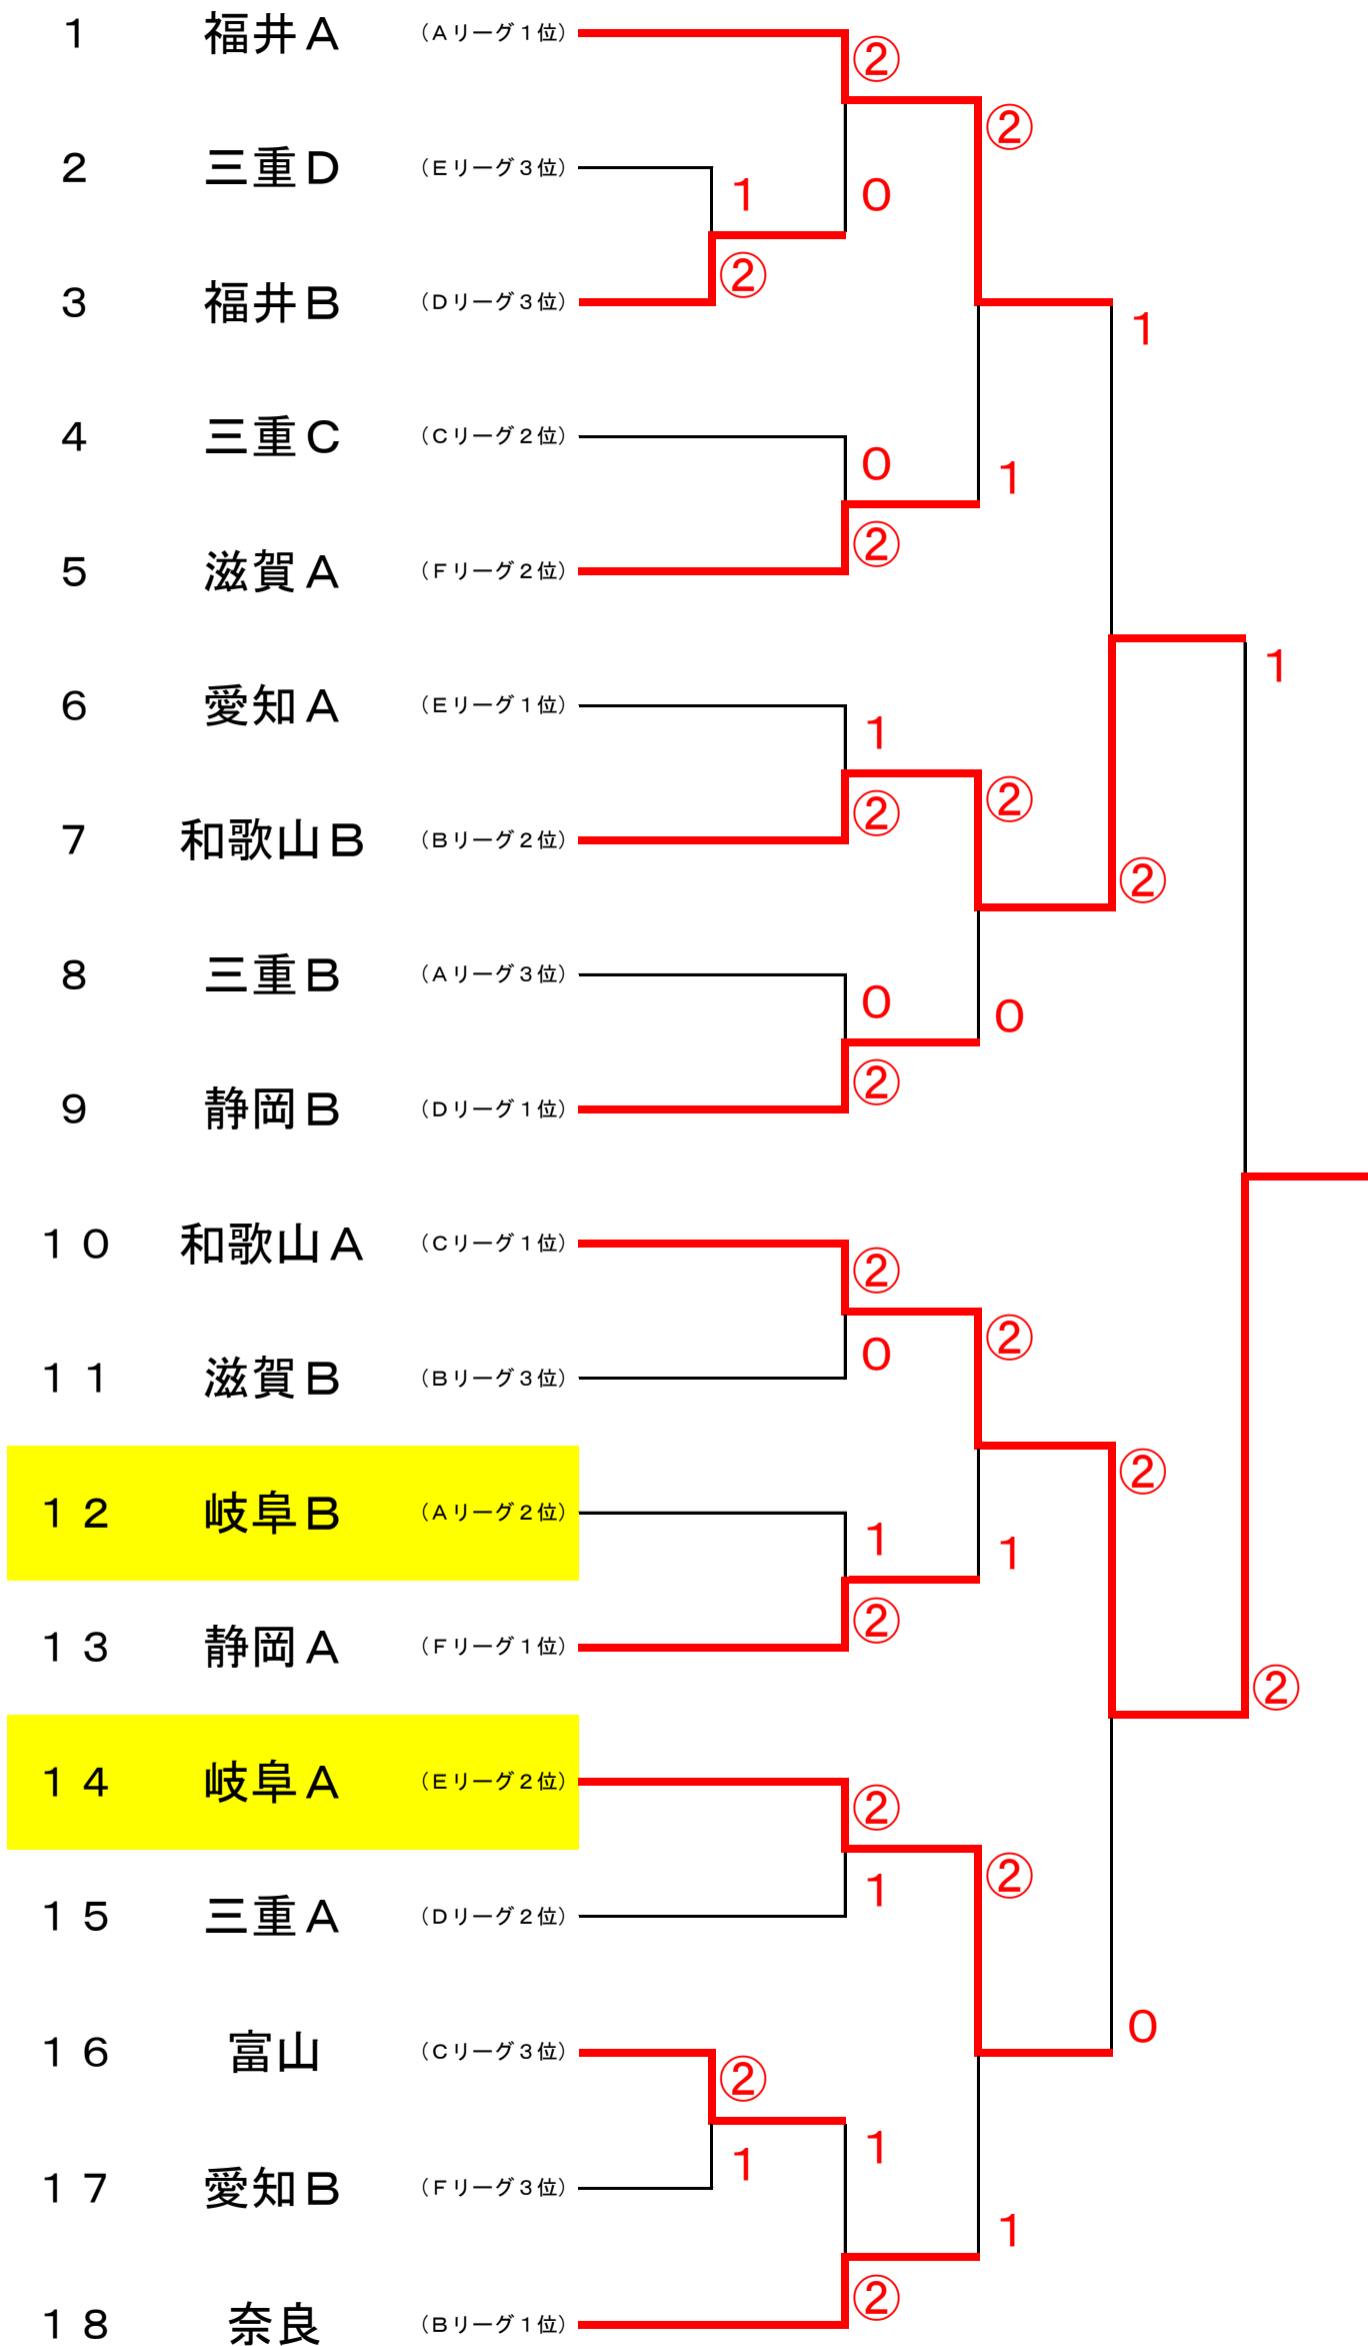 1 福井A (Aリーグ1位)
②
②
2 三重D (Eリーグ3位)
1 0
②
3 福井B (Dリーグ3位)
1
4 三重C (Cリーグ2位)
0 1
②
5 滋賀A (Fリーグ2位)
1
6 愛知A (Eリーグ1位)
1
②
②
7 和歌山B (Bリーグ2位)
②
8 三重B (Aリーグ3位)
0 0
②
9 静岡B (Dリーグ1位)
10 和歌山A (Cリーグ1位)
②
②
0
11 滋賀B (Bリーグ3位)
②
12 岐阜B (Aリーグ2位)
1 1
②
13 静岡A (Fリーグ1位)
②
14 岐阜A (Eリーグ2位)
②
②
1
15 三重A (Dリーグ2位)
0
16 富山 (Cリーグ3位)
②
1
1
17 愛知B (Fリーグ3位)
1
②
18 奈良 (Bリーグ1位)